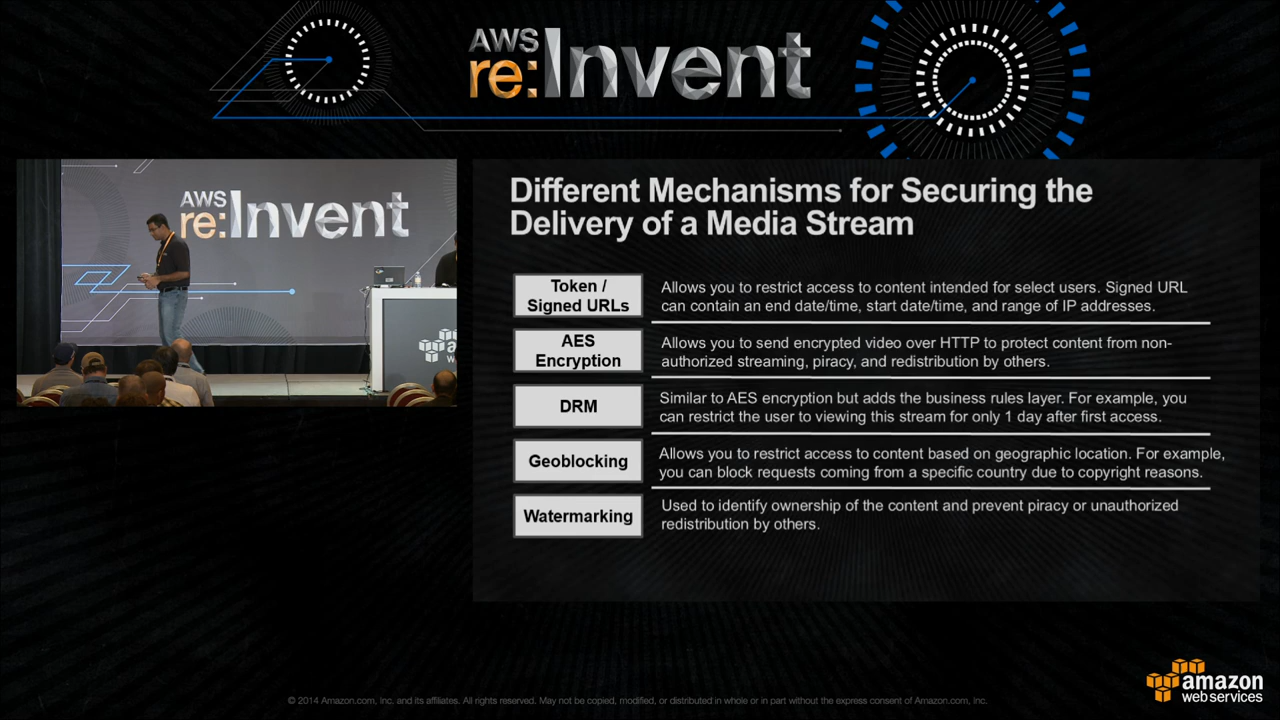 AWS
re:Invent
AWS
re:Invent
Different Mechanisms for Securing the
Delivery of a Media Stream
Token /
Signed URLs
Allows you to restrict access to content intended for select users. Signed URL
can contain an end date/time, start date/time, and range of IP addresses.
AES
Encryption
Allows you to send encrypted video over HTTP to protect content from non-
authorized streaming, piracy, and redistribution by others.
DRM
Similar to AES encryption but adds the business rules layer. For example, you
can restrict the user to viewing this stream for only 1 day after first access.
Geoblocking
Allows you to restrict access to content based on geographic location. For example,
you can block requests coming from a specific country due to copyright reasons.
Watermarking
Used to identify ownership of the content and prevent piracy or unauthorized
redistribution by others.
amazon
web services
© 2014 Amazon.com, Inc. and its affiliates. All rights reserved. May not be copied, modified, or distributed in whole or in part without the express consent of Amazon.com, Inc.